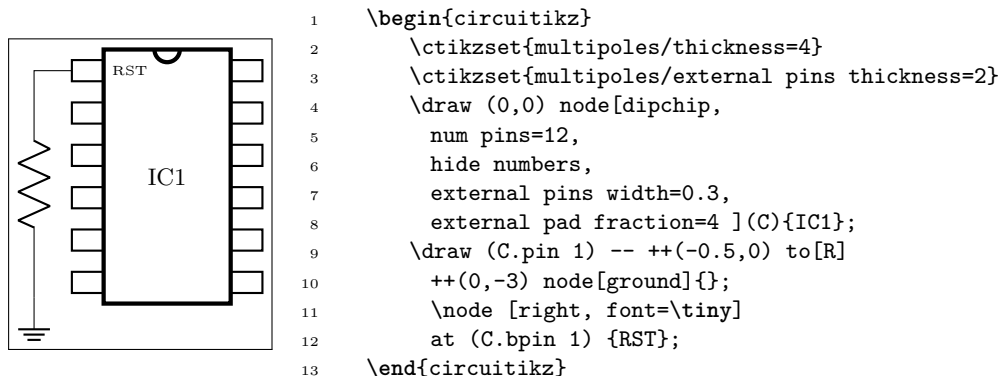 RST
IC1
1 \begin{circuitikz}
2 \ctikzset{multipoles/thickness=4}
3 \ctikzset{multipoles/external pins thickness=2}
4 \draw (0,0) node[dipchip,
5 num pins=12,
6 hide numbers,
7 external pins width=0.3,
8 external pad fraction=4 ](C){IC1};
9 \draw (C.pin 1) -- ++(-0.5,0) to[R]
10 ++(0,-3) node[ground]{};
11 \node [right, font=\tiny]
12 at (C.bpin 1) {RST};
13 \end{circuitikz}